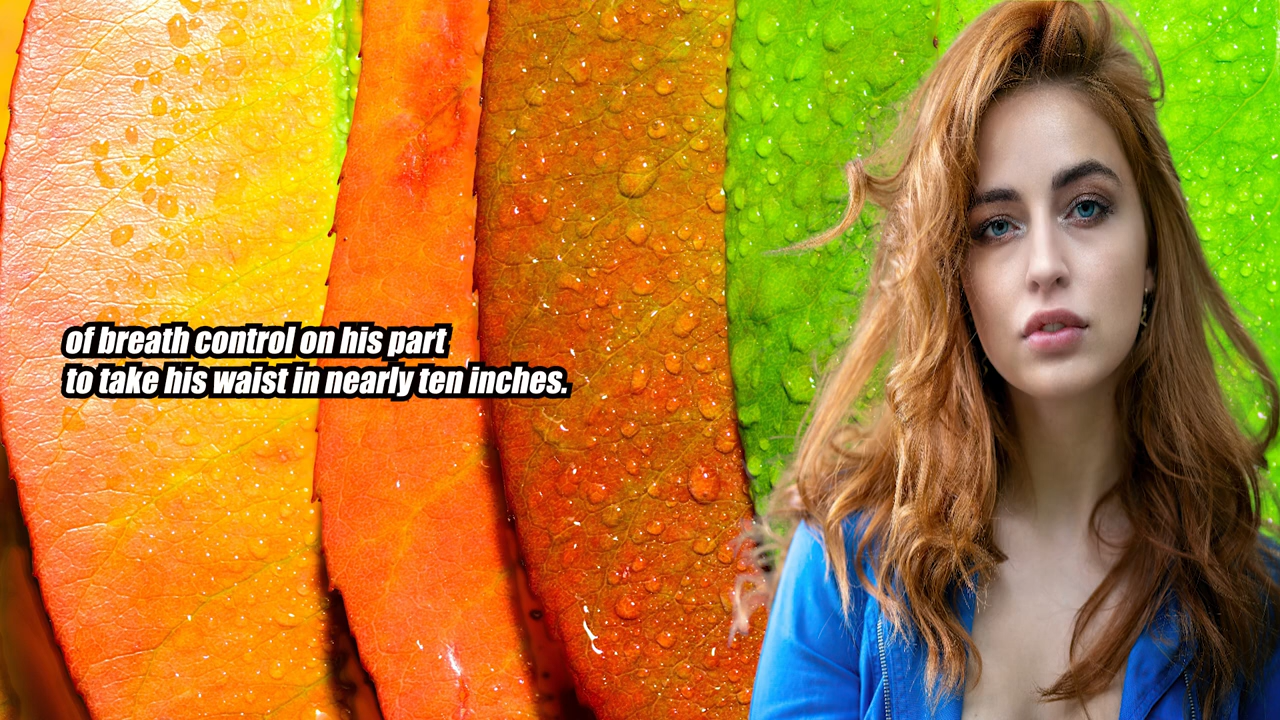 of breath control on his part
to take his waist in nearly ten inches.